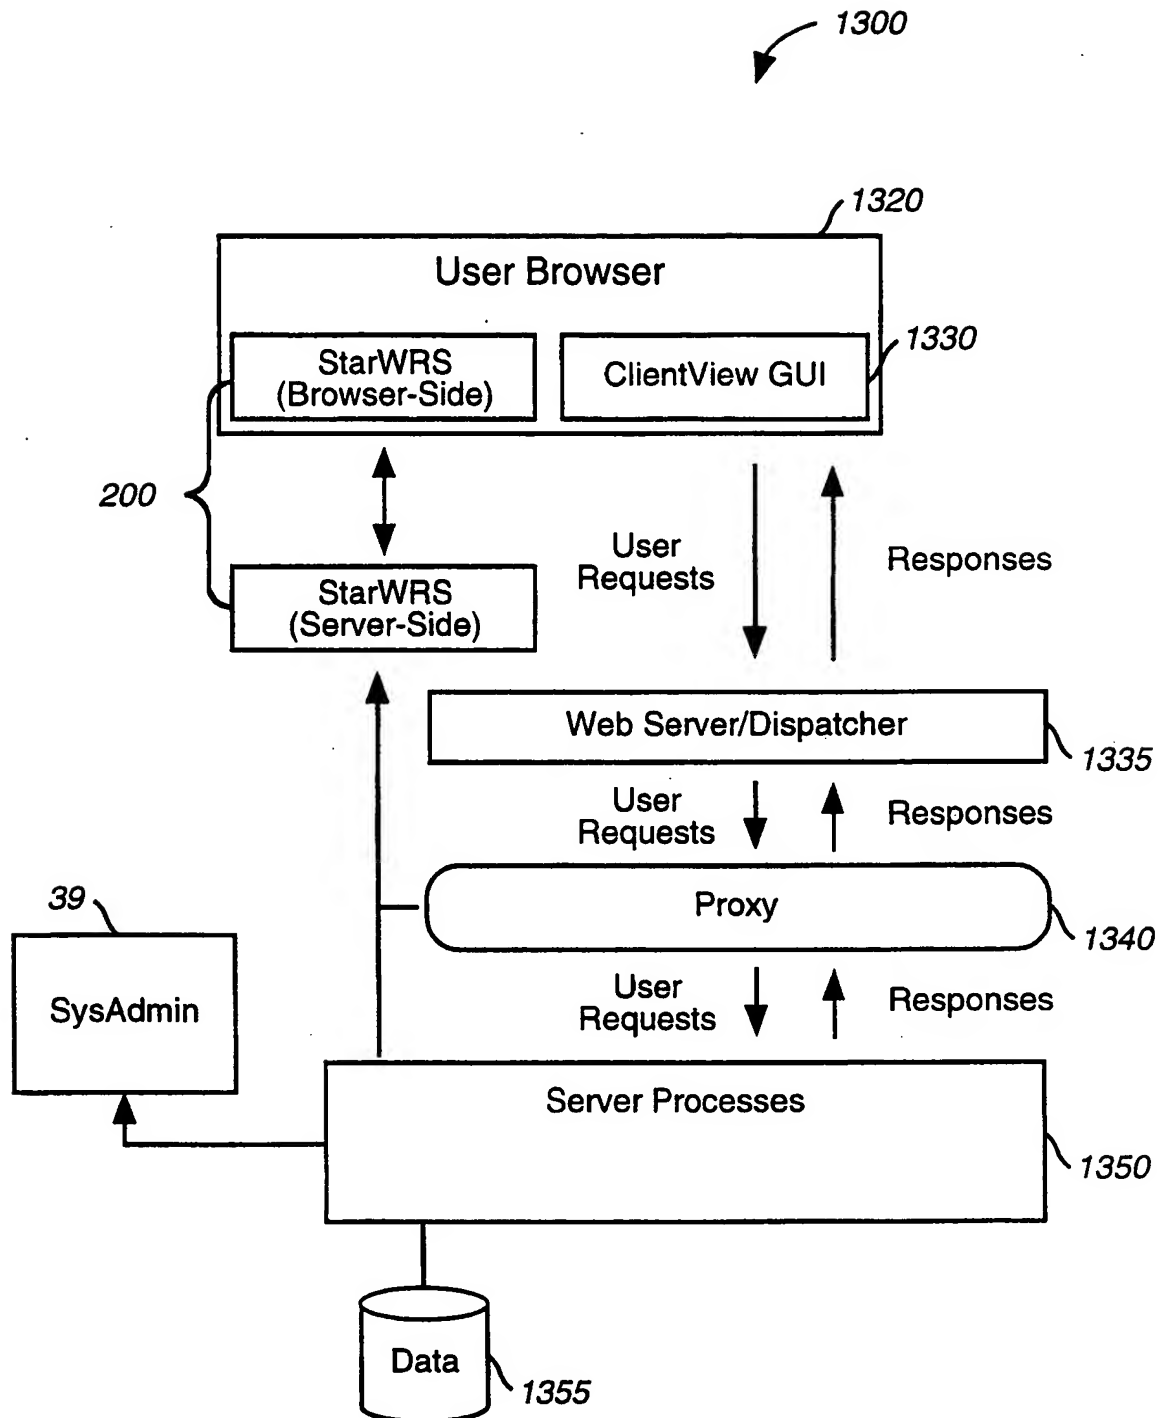 1300
1320
User Browser
1330
StarWRS
(Browser-Side)
ClientView GUI
200
User
Requests
Responses
StarWRS
(Server-Side)
Web Server/Dispatcher
1335
User
Requests
Responses
39
Proxy
1340
SysAdmin
User
Requests
Responses
Server Processes
1350
Data
1355